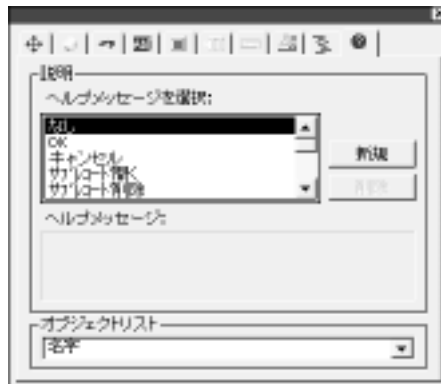 説明
ヘルプメッセージを選択:
なし
OK
キャンセル
サブレコード開く
サブレコード削除
新規
削除
ヘルプメッセージ:
オブジェクトリスト
名字